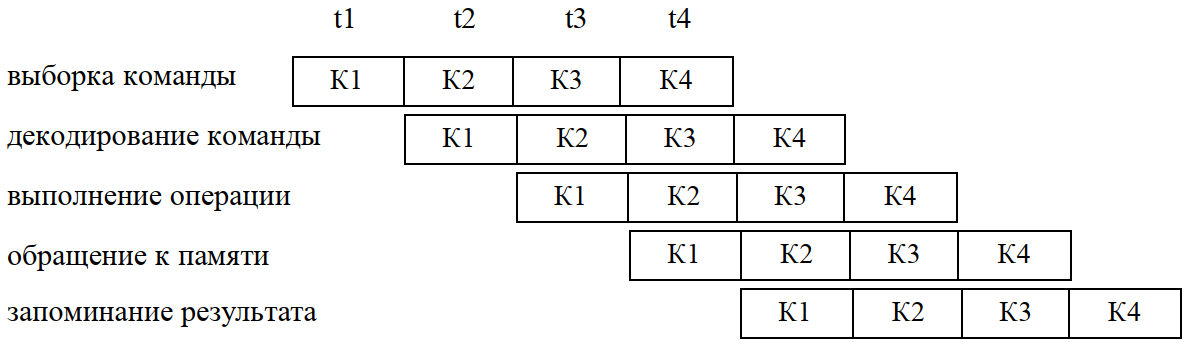 t1 t2 t3 t4
выборка команды К1 К2 К3 К4
декодирование команды К1 К2 К3 К4
выполнение операции К1 К2 К3 К4
обращение к памяти К1 К2 К3 К4
запоминание результата К1 К2 К3 К4